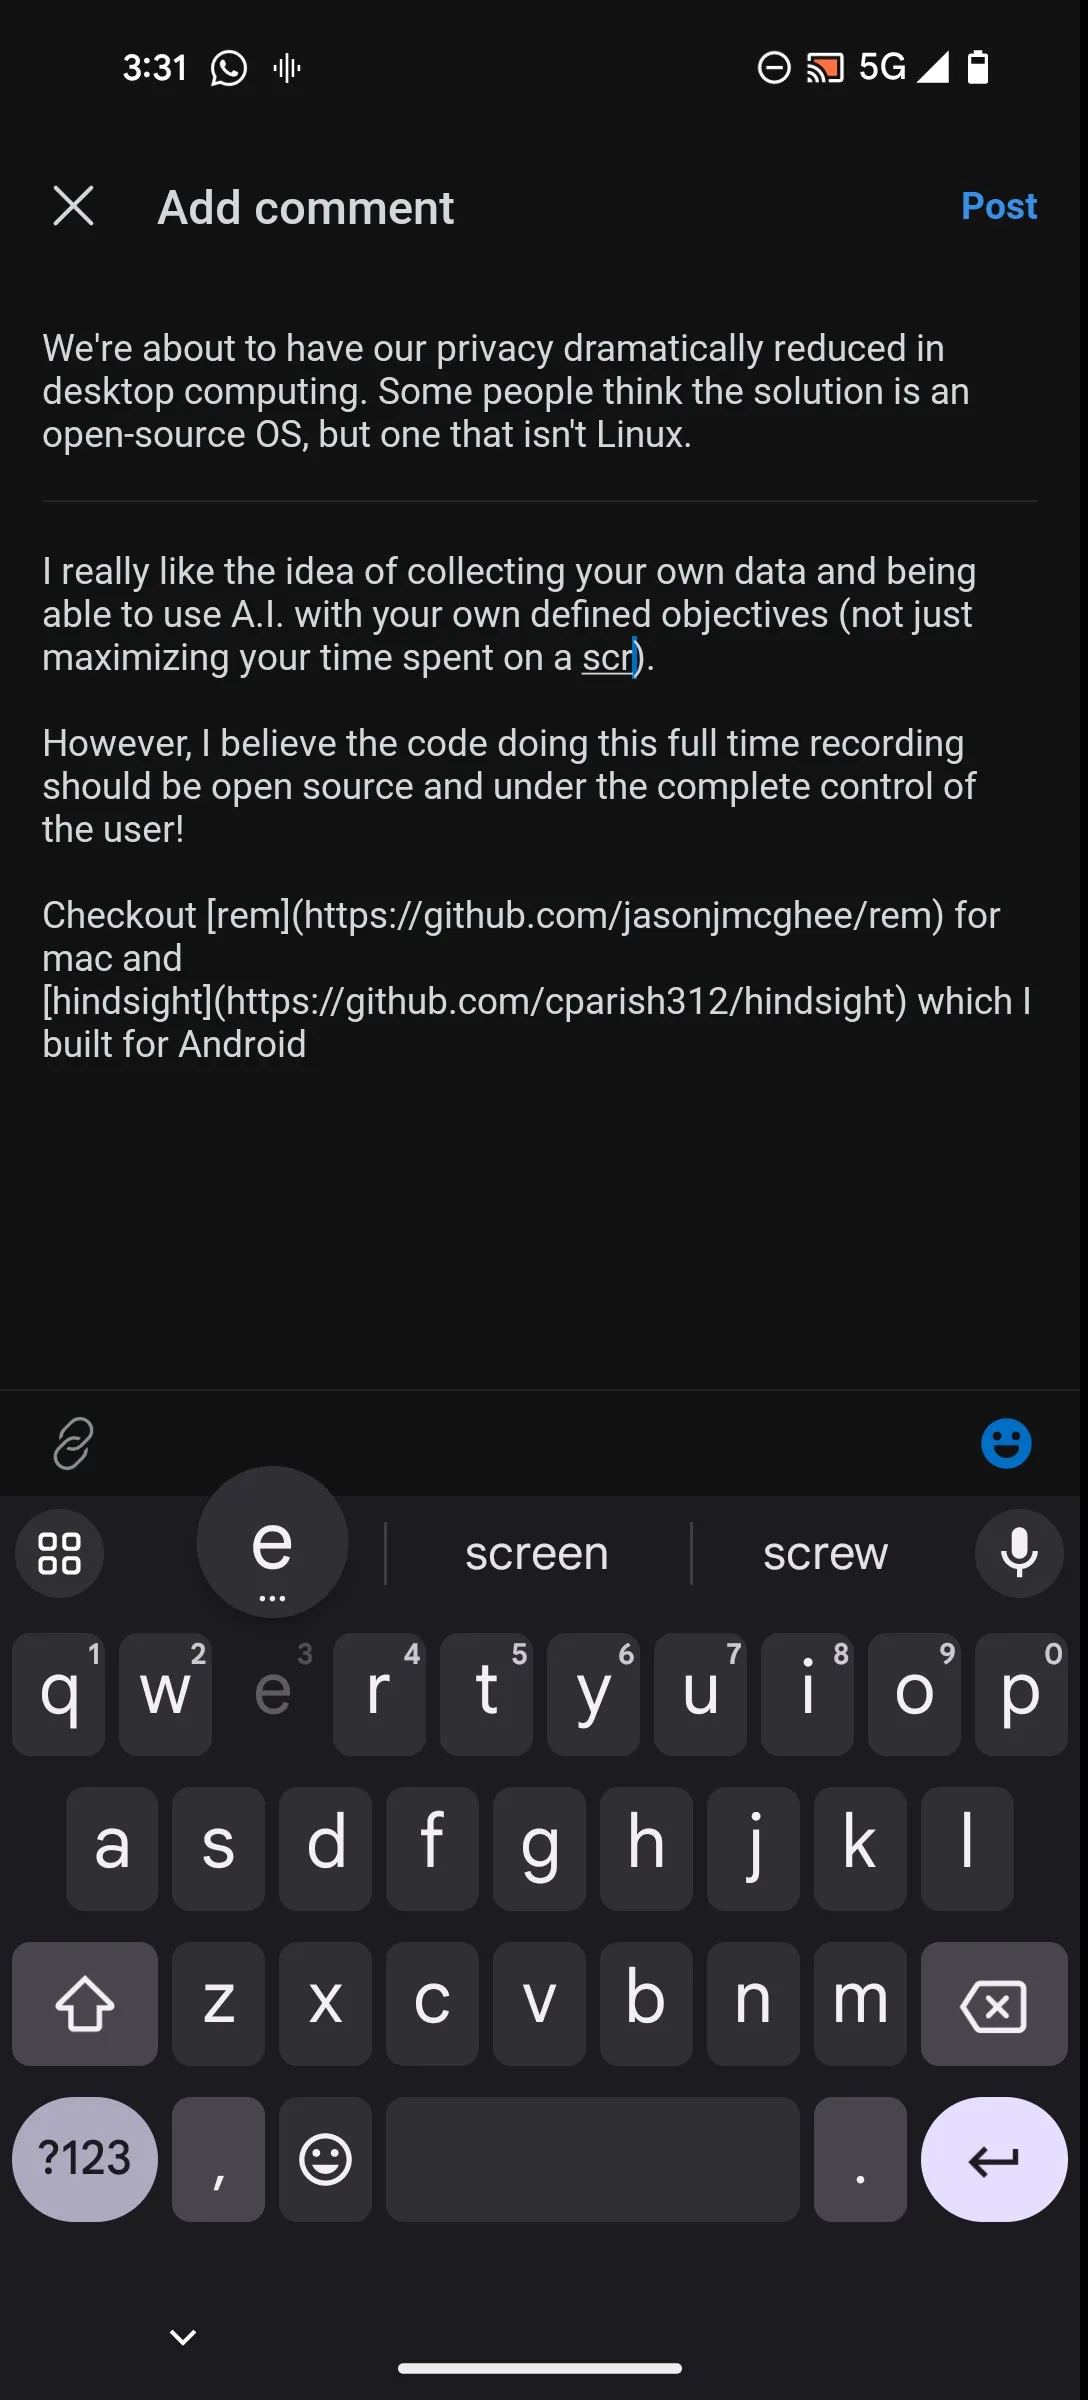 3:31 5G
Add comment Post
We're about to have our privacy dramatically reduced in
desktop computing. Some people think the solution is an
open-source OS, but one that isn't Linux.
I really like the idea of collecting your own data and being
able to use A.I. with your own defined objectives (not just
maximizing your time spent on a scr).
However, I believe the code doing this full time recording
should be open source and under the complete control of
the user!
Checkout [rem](https://github.com/jasonjmcghee/rem) for
mac and
[hindsight](https://github.com/cparish312/hindsight) which I
built for Android
e screen screw
...
1 2 3 4 5 6 7 8 9 0
q w e r t y u i o p
a s d f g h j k l
z x c v b n m
?123 , .